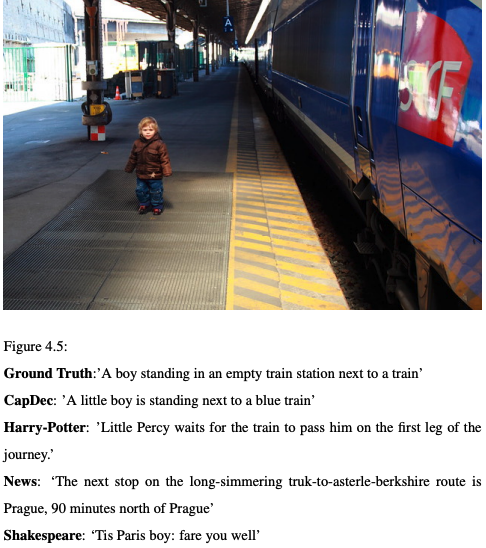 A
SNCF
Figure 4.5:
Ground Truth:’A boy standing in an empty train station next to a train’
CapDec: ’A little boy is standing next to a blue train’
Harry-Potter: ’Little Percy waits for the train to pass him on the first leg of the
journey.’
News: ‘The next stop on the long-simmering truk-to-asterle-berkshire route is
Prague, 90 minutes north of Prague’
Shakespeare: ‘Tis Paris boy: fare you well’